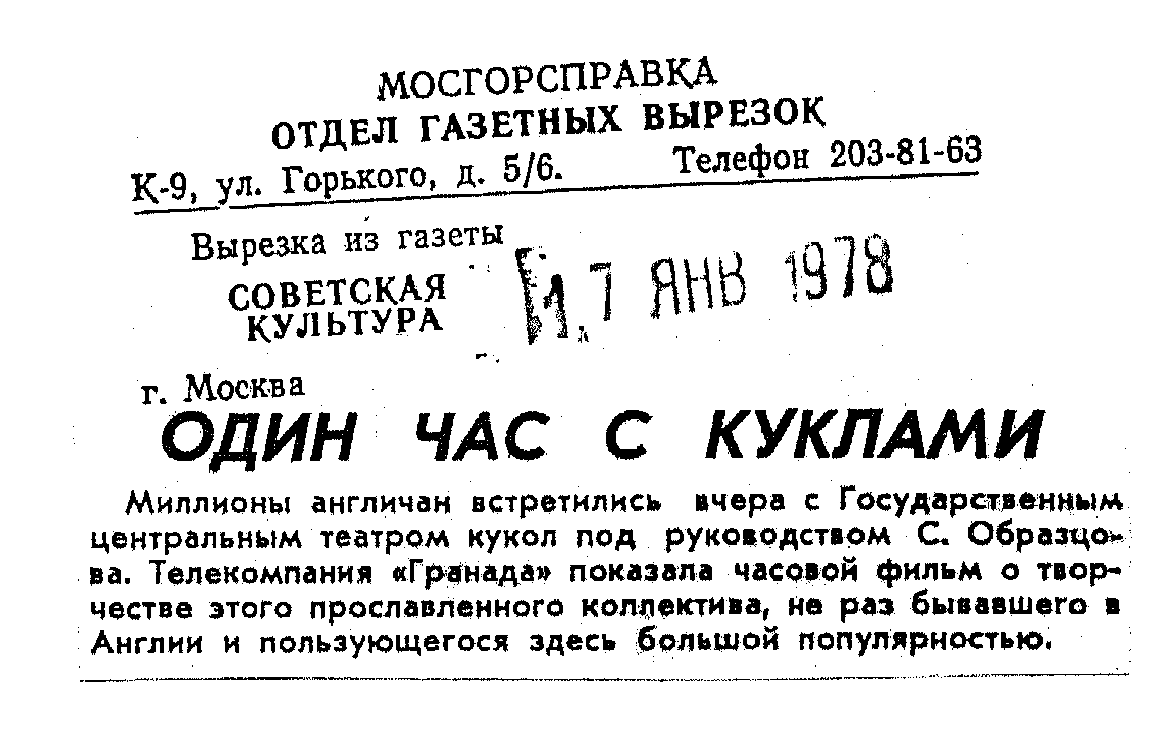 МОСГОРСПРАВКА
ОТДЕЛ ГАЗЕТНЫХ ВЫРЕЗОК
К-9, ул. Горького, д. 5/6. Телефон 203-81-63
Вырезка из газеты
СОВЕТСКАЯ
КУЛЬТУРА
17 ЯНВ 1978
г. Москва
ОДИН ЧАС С КУКЛАМИ
Миллионы англичан встретились вчера с Государственным
центральным театром кукол под руководством С. Образцо-
ва. Телекомпания «Гранада» показала часовой фильм о твор-
честве этого прославленного коллектива, не раз бывавшего в
Англии и пользующегося здесь большой популярностью.